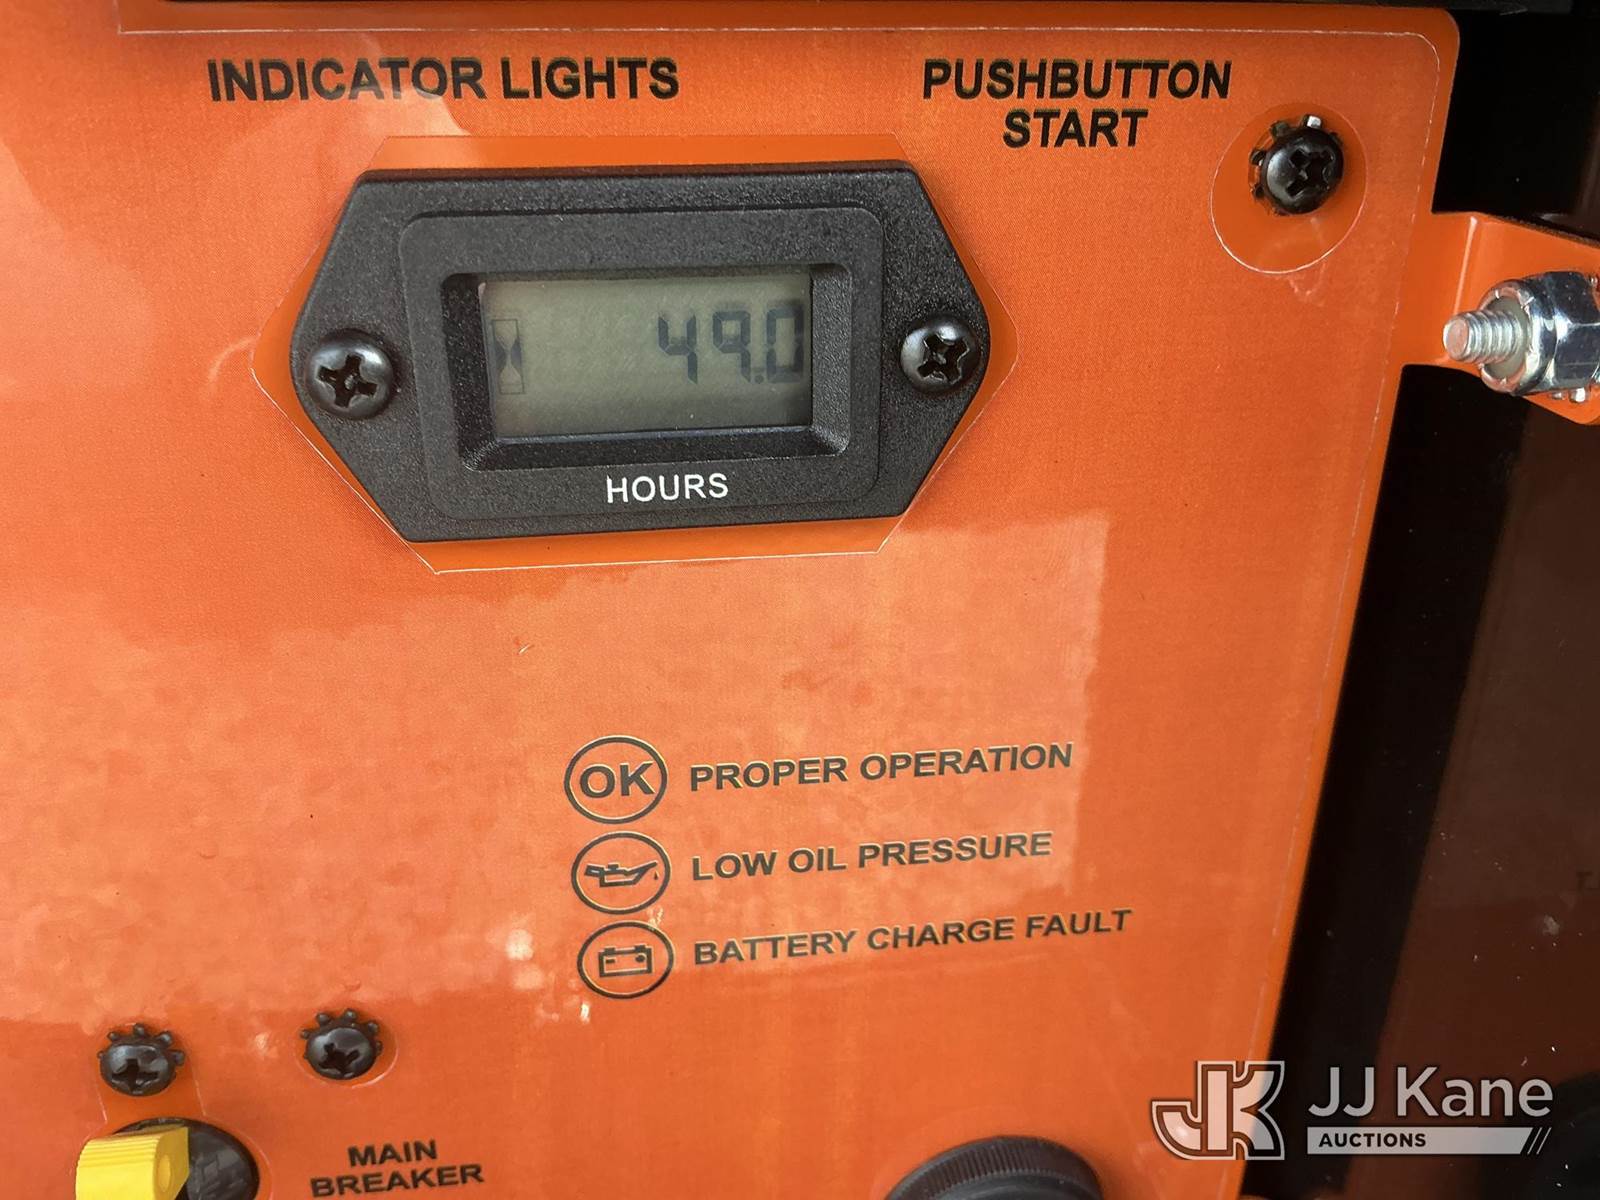 INDICATOR LIGHTS
PUSHBUTTON
START
49.0
HOURS
OK PROPER OPERATION
LOW OIL PRESSURE
BATTERY CHARGE FAULT
MAIN
BREAKER
JK JJ Kane
AUCTIONS